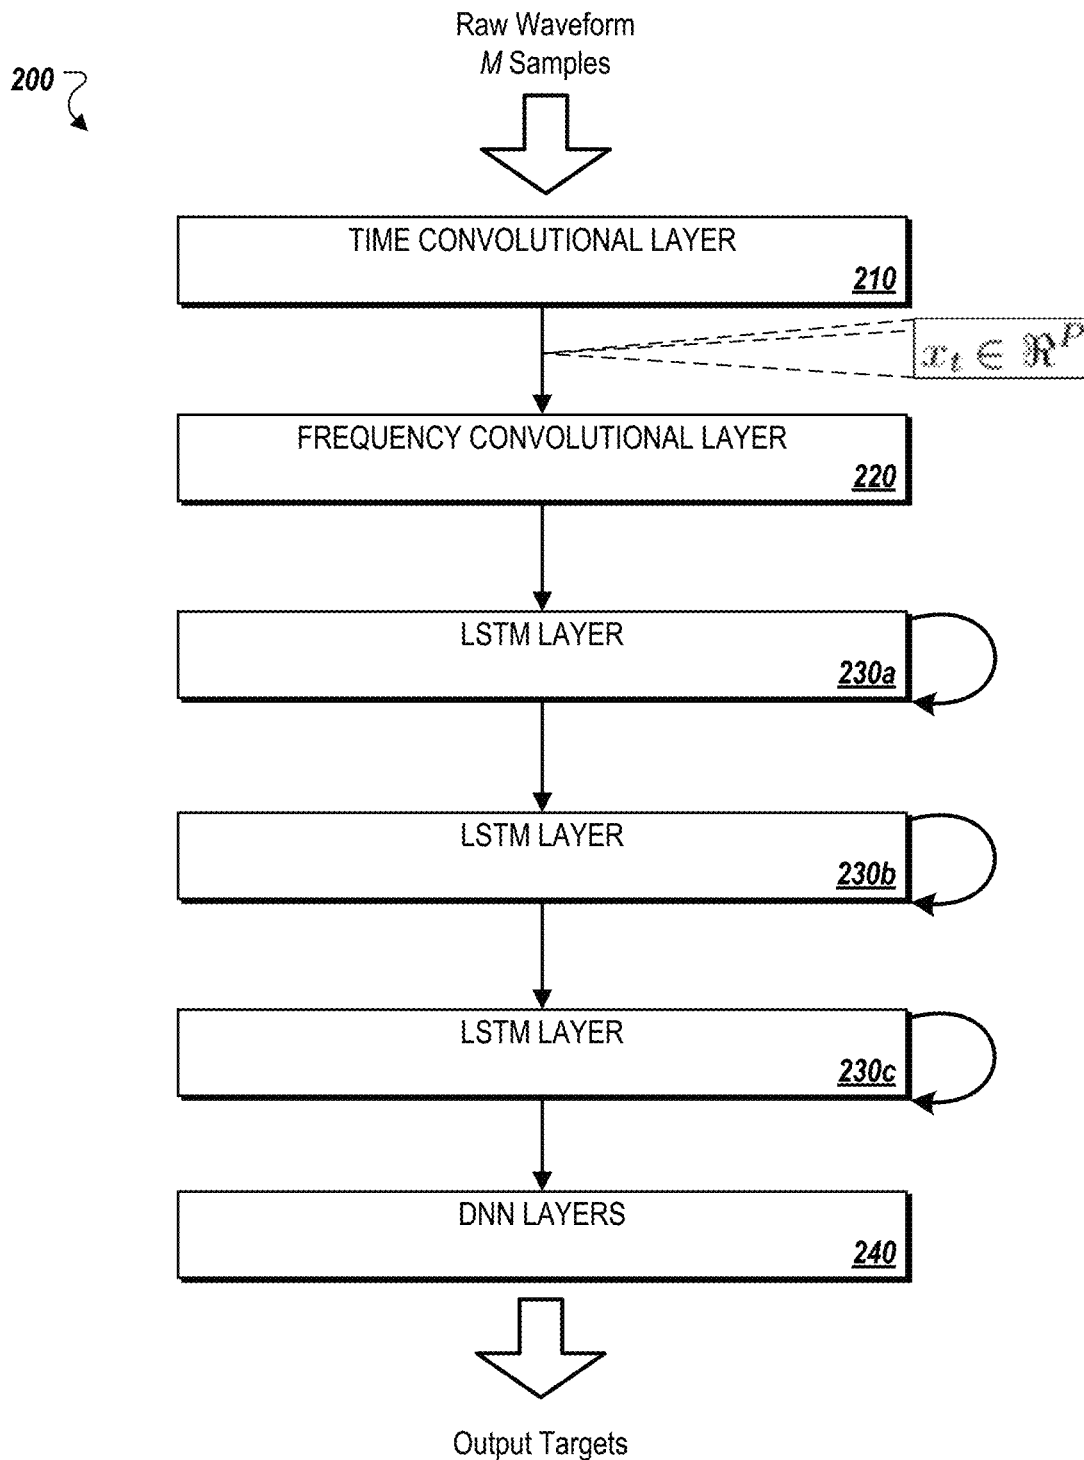 Raw Waveform
M Samples
200
TIME CONVOLUTIONAL LAYER
210
x_t ∈ ℜ^P
FREQUENCY CONVOLUTIONAL LAYER
220
LSTM LAYER
230a
LSTM LAYER
230b
LSTM LAYER
230c
DNN LAYERS
240
Output Targets